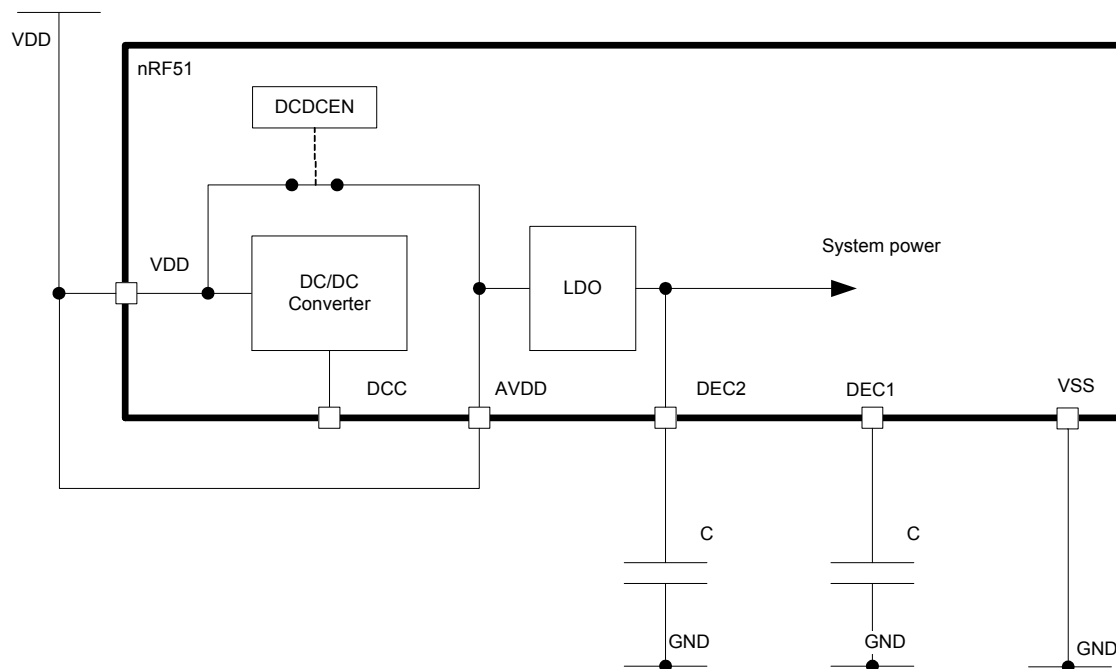 VDD
nRF51
DCDCEN
VDD
DC/DC
Converter
LDO
System power
DCC
AVDD
DEC2
DEC1
VSS
C
C
GND
GND
GND